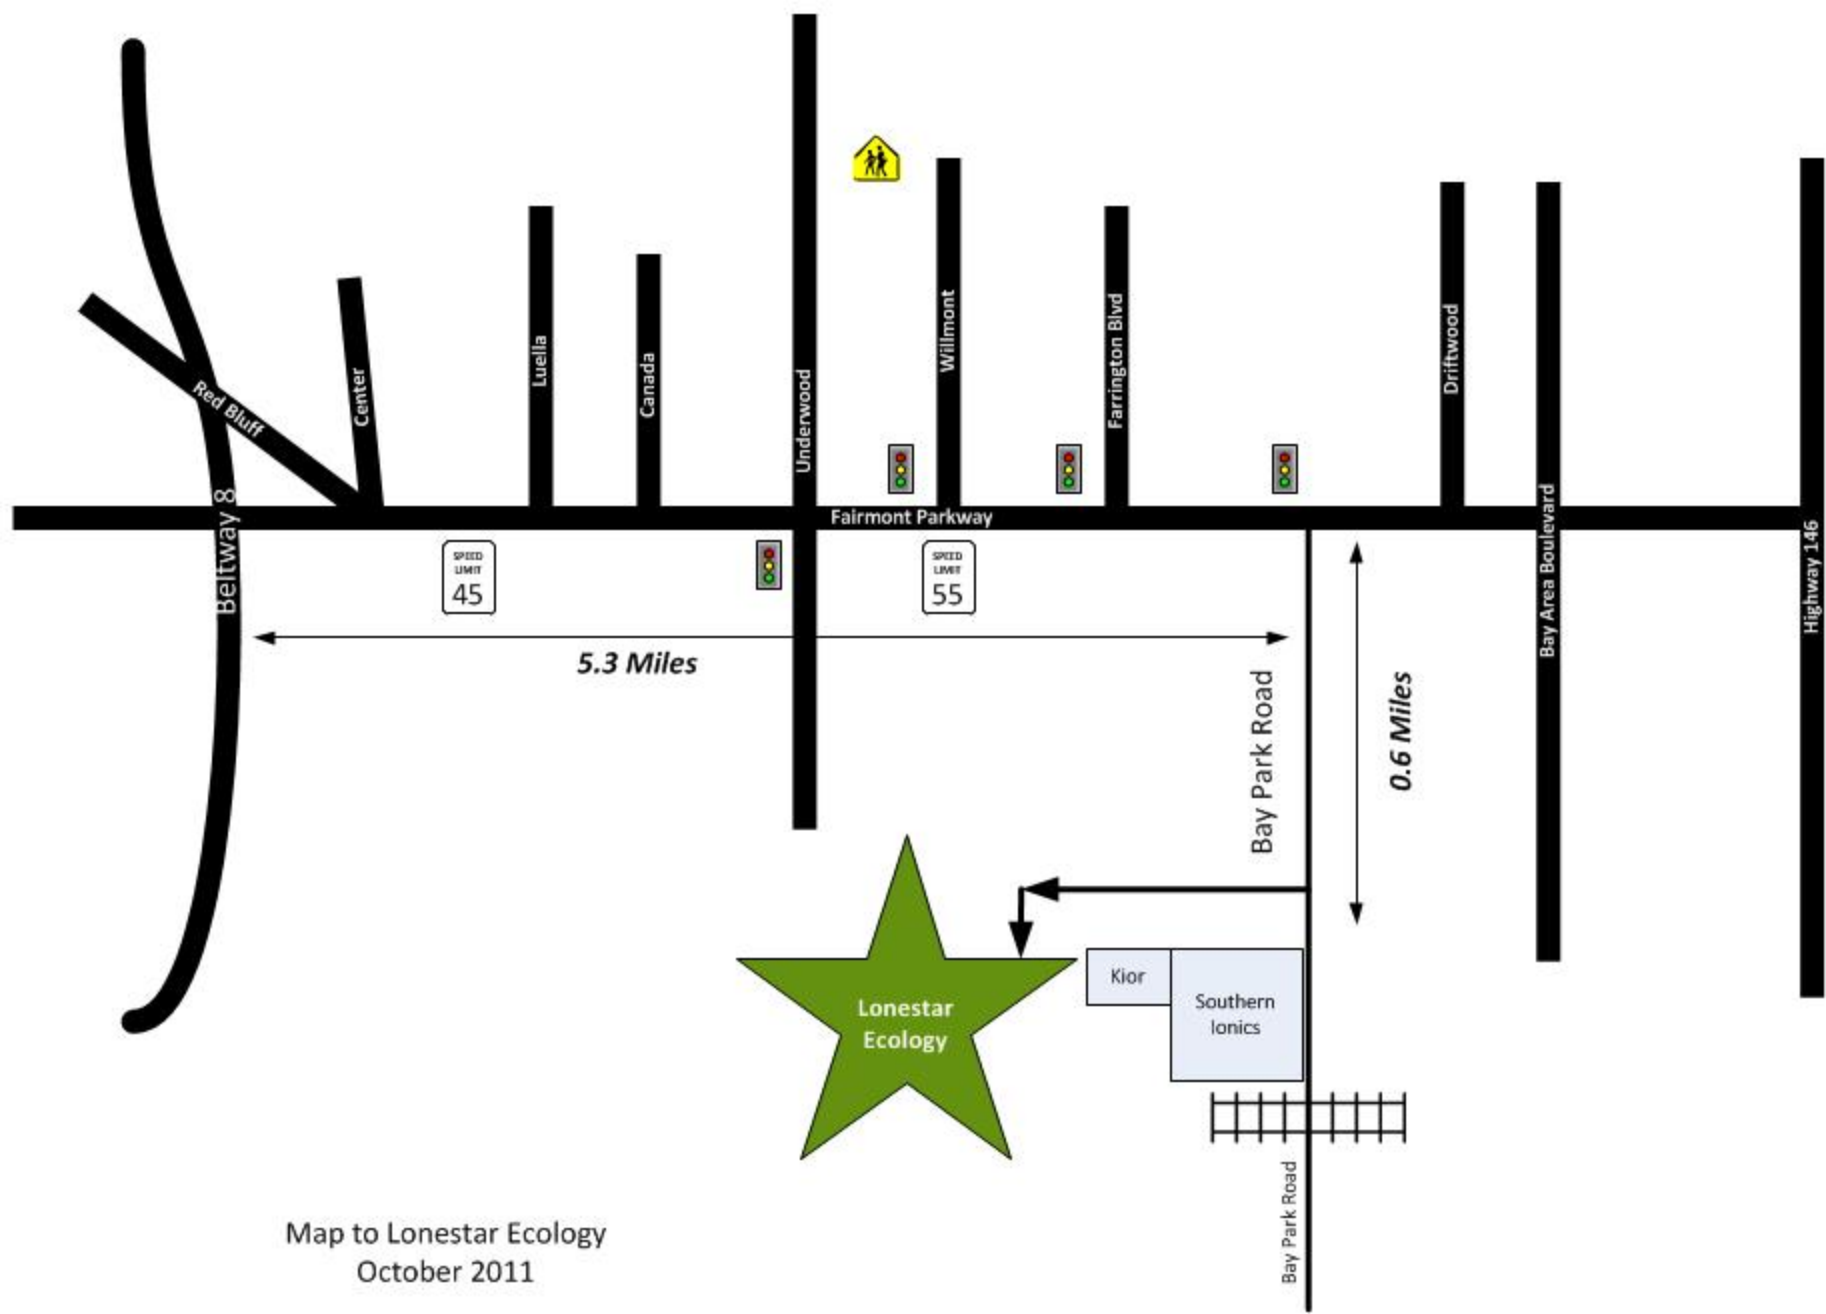 Willmont
Farrington Blvd
Driftwood
Luella
Canada
Center
Underwood
Red Bluff
Beltway 8
Fairmont Parkway
Bay Area Boulevard
Highway 146
SPEED
LIMIT
45
SPEED
LIMIT
55
5.3 Miles
Bay Park Road
0.6 Miles
Kior
Southern
Ionics
Lonestar
Ecology
Bay Park Road
Map to Lonestar Ecology
October 2011